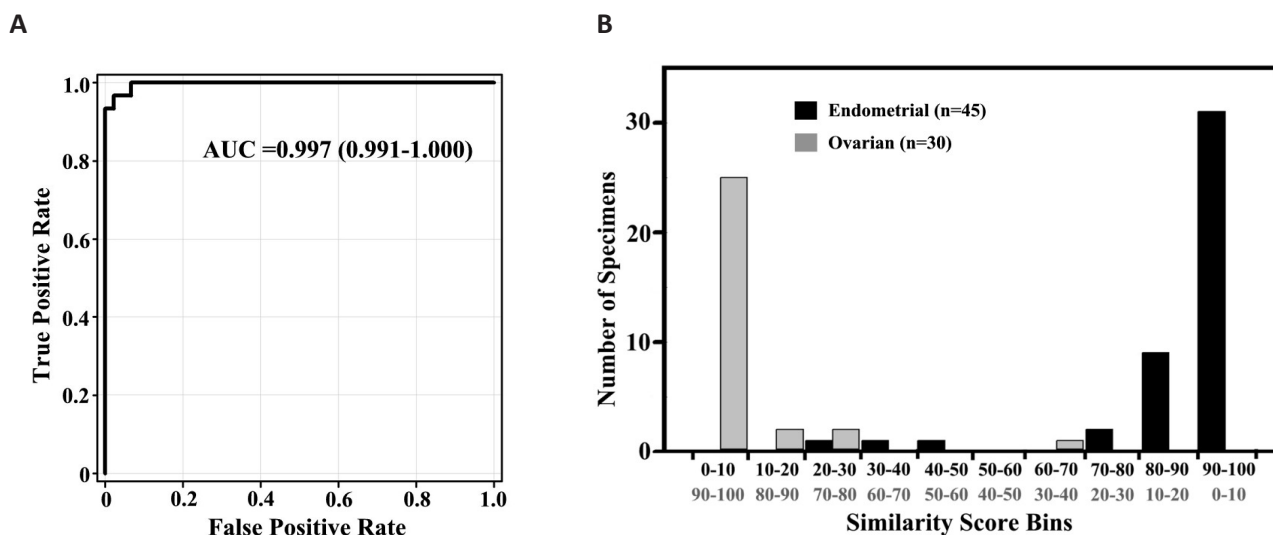 A
1.0
0.8
0.6
0.4
0.2
0
True Positive Rate
AUC =0.997 (0.991-1.000)
0 0.2 0.4 0.6 0.8 1.0
False Positive Rate
B
30
20
10
0
Number of Specimens
Endometrial (n=45)
Ovarian (n=30)
0-10 10-20 20-30 30-40 40-50 50-60 60-70 70-80 80-90 90-100
90-100 80-90 70-80 60-70 50-60 40-50 30-40 20-30 10-20 0-10
Similarity Score Bins